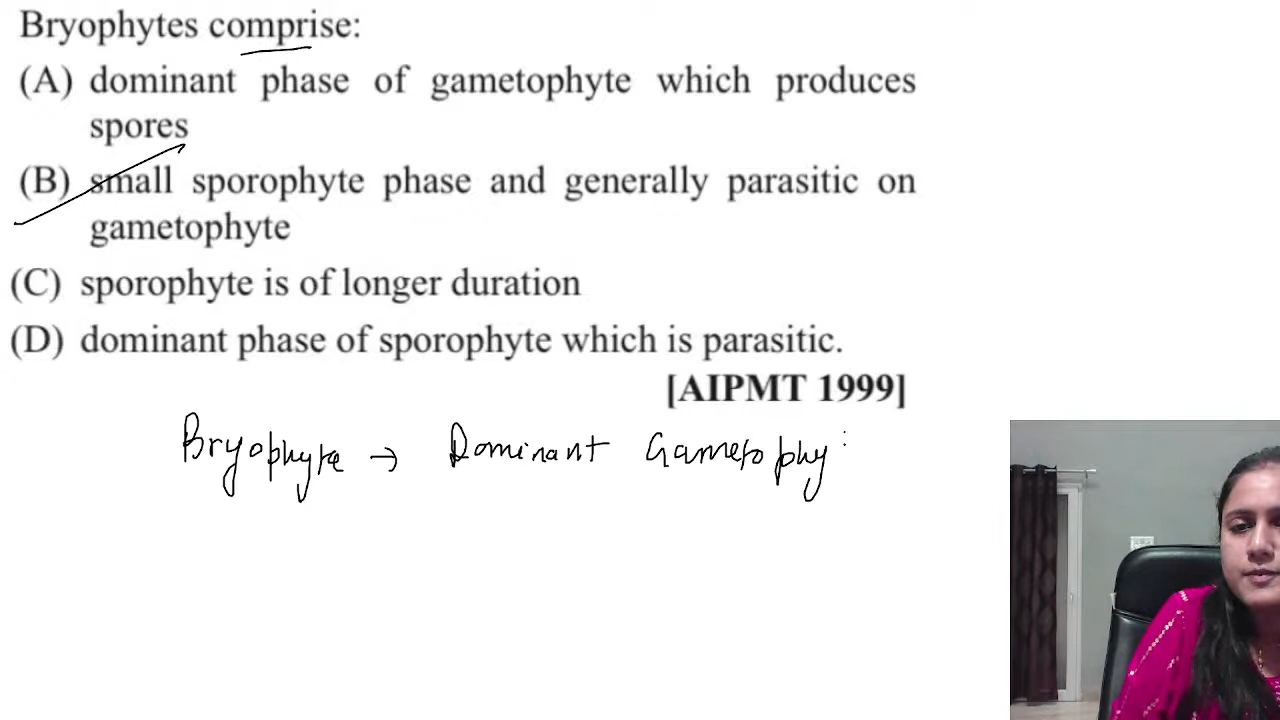 Bryophytes comprise:
(A) dominant phase of gametophyte which produces
spores
(B) small sporophyte phase and generally parasitic on
gametophyte
(C) sporophyte is of longer duration
(D) dominant phase of sporophyte which is parasitic.
[AIPMT 1999]
Bryophyte → Dominant Gametophy